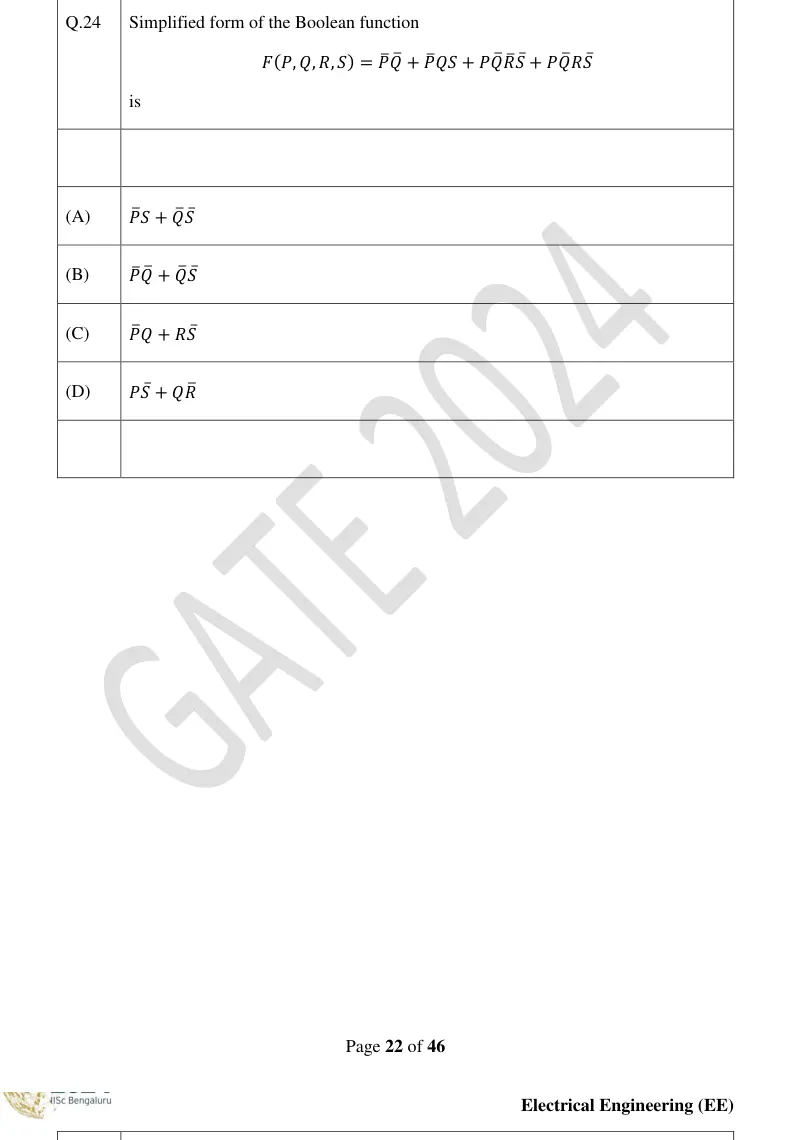 Q.24 Simplified form of the Boolean function
𝐹(𝑃, 𝑄, 𝑅, 𝑆) = P̄Q̄ + P̄QS + PQ̄R̄S̄ + PQ̄RS̄
is
(A) P̄S + Q̄S̄
(B) P̄Q̄ + Q̄S̄
(C) P̄Q + RS̄
(D) PS̄ + QR̄
GATE 2024
Page 22 of 46
IISc Bengaluru
Electrical Engineering (EE)